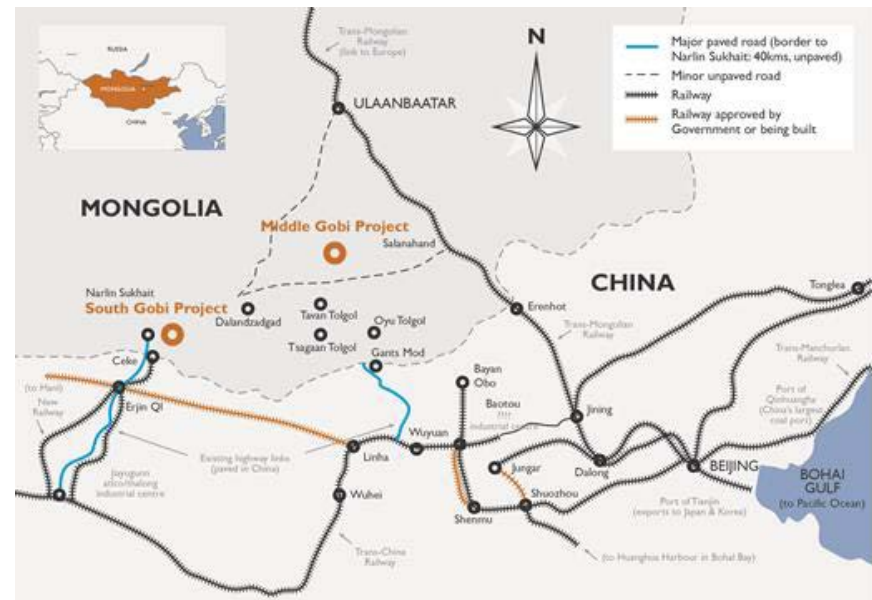 RUSSIA
MONGOLIA
CHINA
Trans-Mongolian
Railway
(link to Europe)
N
Major paved road (border to
Narlin Sukhait: 40kms, unpaved)
Minor unpaved road
Railway
Railway approved by
Government or being built
ULAANBAATAR
MONGOLIA
Middle Gobi Project
Salanahand
CHINA
Tonglea
Narlin Sukhait
South Gobi Project
Dalandzadgad
Tavan Tolgol
Oyu Tolgol
Erenhot
Trans-Mongolian
Railway
Tsagaan Tolgol
Gants Mod
Ceke
Trans-Manchurian
Railway
(to Hami)
New
Railway
Erjin QI
Bayan
Obo
Baotou
!!!!
industrial centre
Jining
Port of
Qinhuangha
(China's largest
coal port)
Existing highway links
(paved in China)
Wuyuan
Linha
Jungar
Dalong
BEIJING
BOHAI
GULF
(to Pacific Ocean)
industrial centre
Wuhei
Shenmu
Shuozhou
Port of Tianjin
(exports to Japan & Korea)
Trans-China
Railway
(to Huanghua Harbour in Bohai Bay)